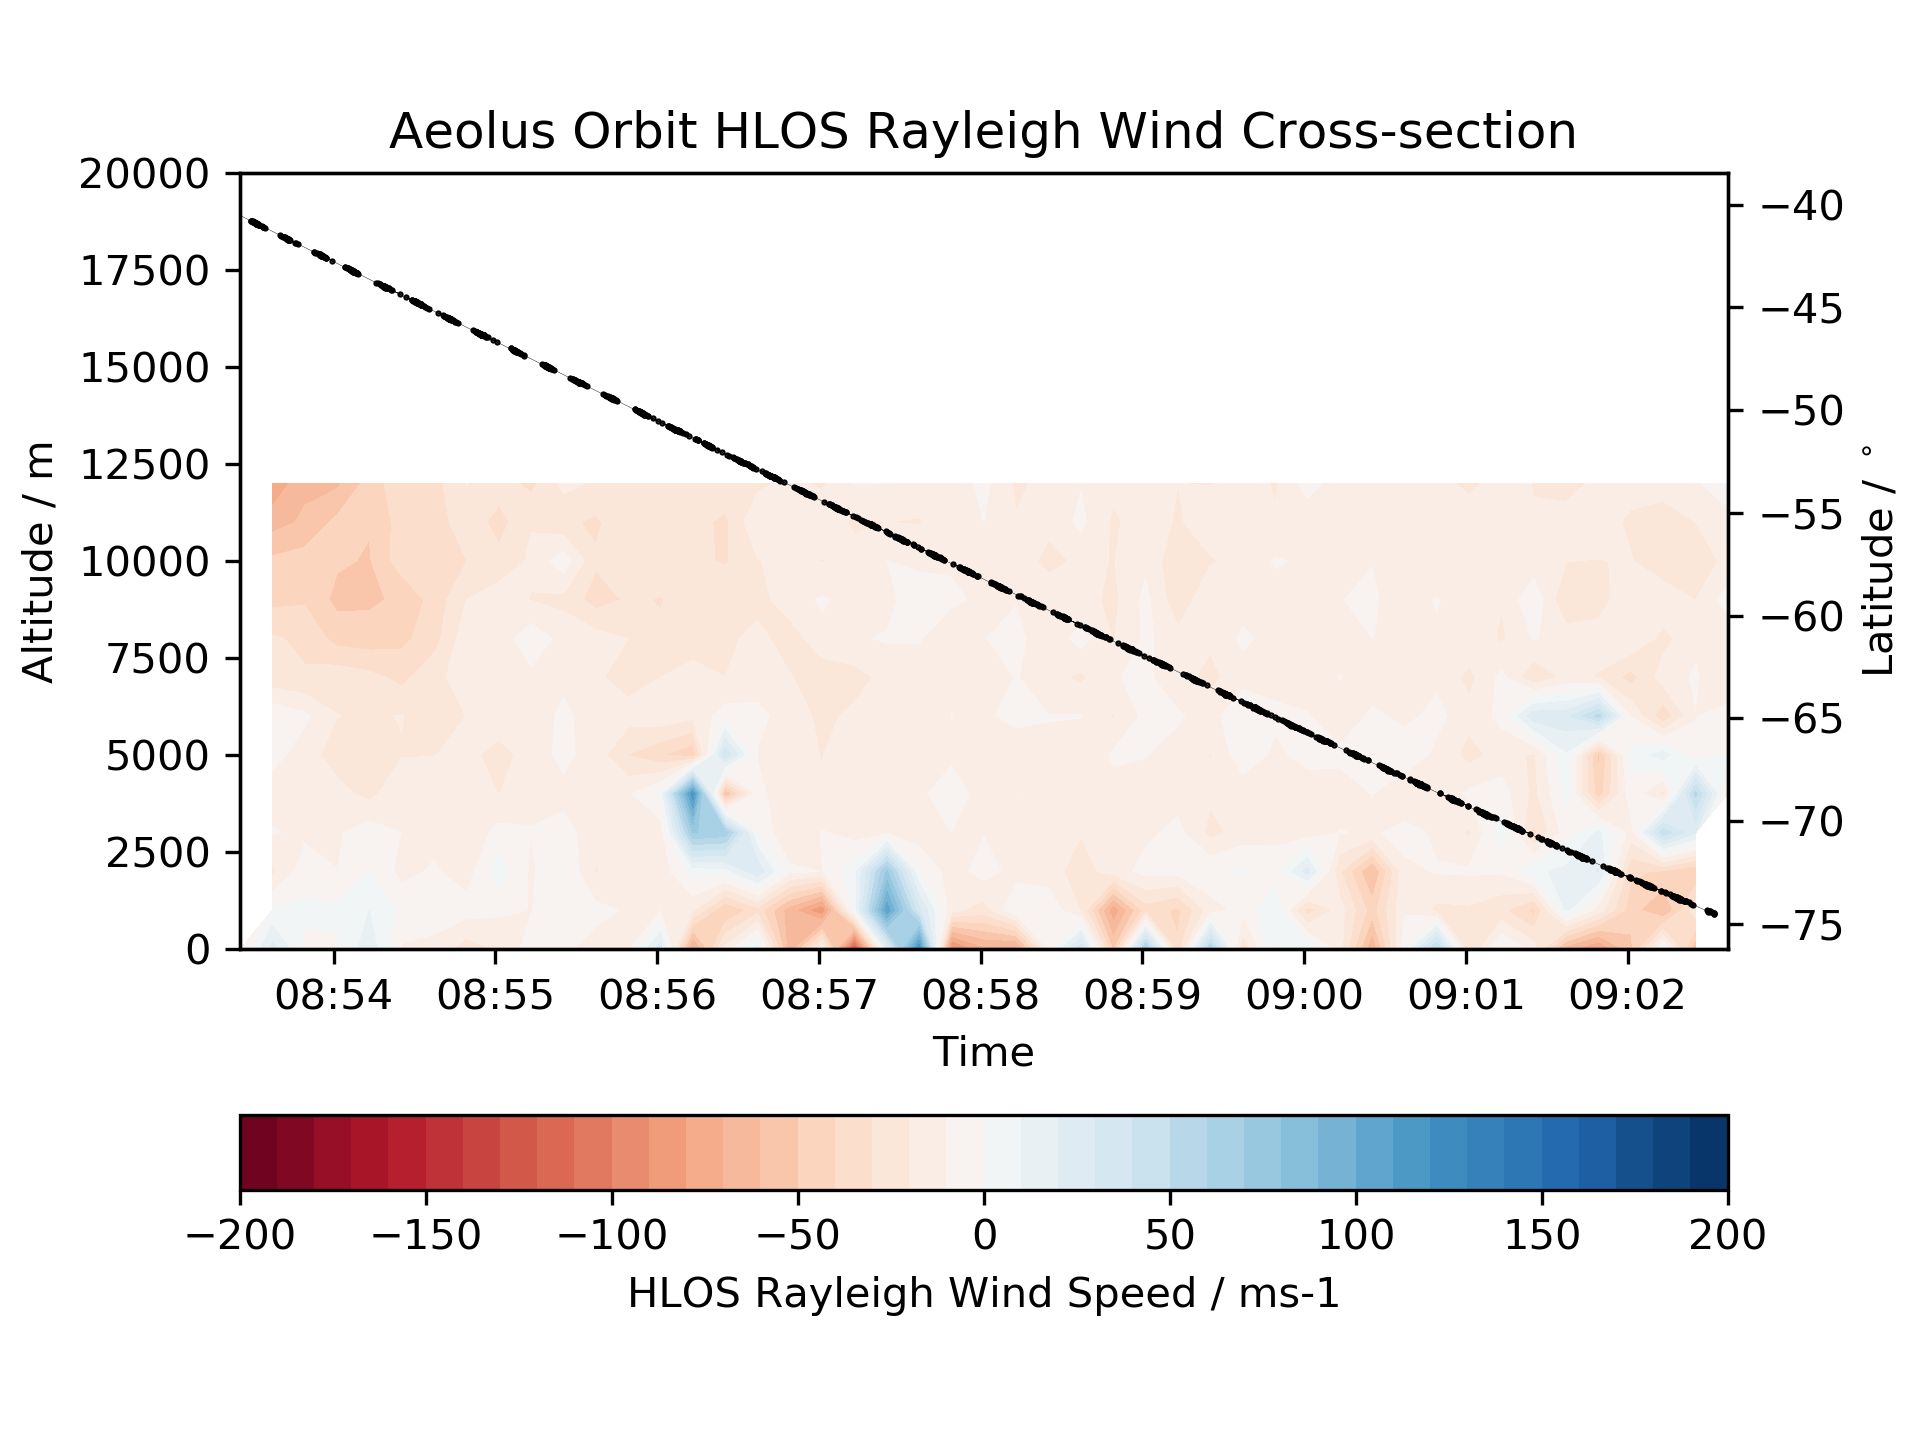 Aeolus Orbit HLOS Rayleigh Wind Cross-section
20000
17500
15000
12500
10000
7500
5000
2500
0
Altitude / m
−40
−45
−50
−55
−60
−65
−70
−75
Latitude / °
08:54 08:55 08:56 08:57 08:58 08:59 09:00 09:01 09:02
Time
−200 −150 −100 −50 0 50 100 150 200
HLOS Rayleigh Wind Speed / ms-1